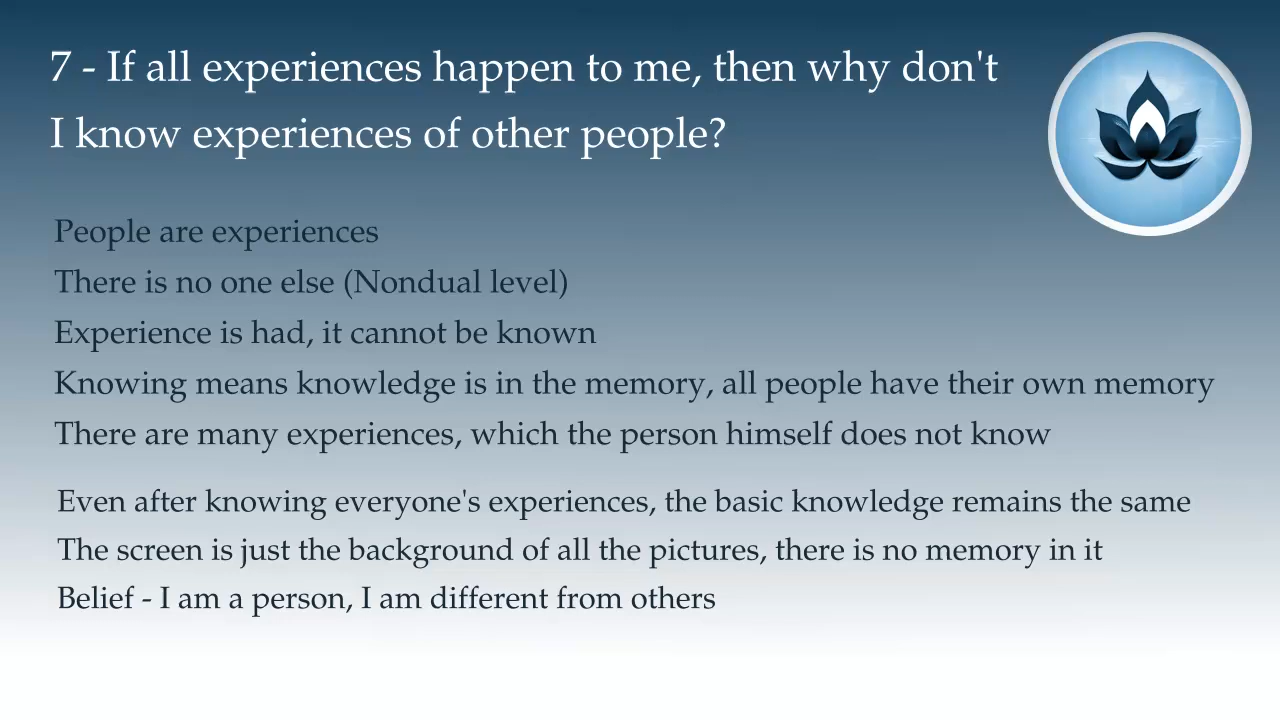 7 - If all experiences happen to me, then why don't
I know experiences of other people?
People are experiences
There is no one else (Nondual level)
Experience is had, it cannot be known
Knowing means knowledge is in the memory, all people have their own memory
There are many experiences, which the person himself does not know
Even after knowing everyone's experiences, the basic knowledge remains the same
The screen is just the background of all the pictures, there is no memory in it
Belief - I am a person, I am different from others